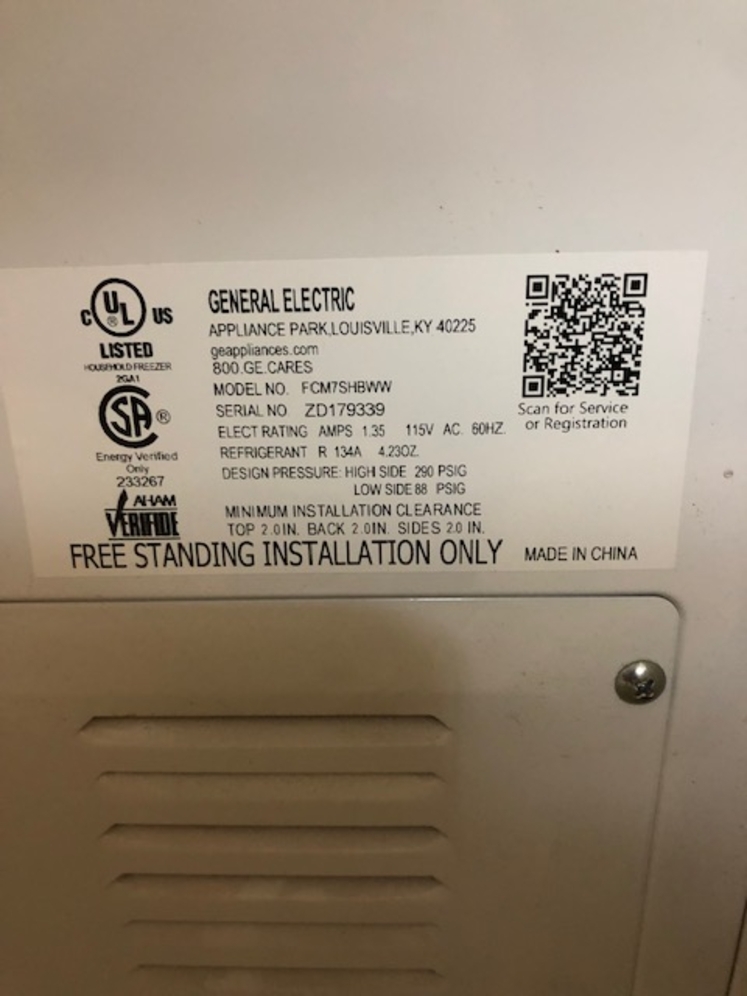 C UL ® US
LISTED
HOUSEHOLD FREEZER
2GA1
SA ®
Energy Verified
Only
233267
AHAM
VERIFIDE
GENERAL ELECTRIC
APPLIANCE PARK,LOUISVILLE,KY 40225
geappliances.com
800.GE.CARES
MODEL NO. FCM7SHBWW
SERIAL NO. ZD179339
ELECT RATING AMPS 1.35 115V AC. 60HZ.
REFRIGERANT R 134A 4.23OZ.
DESIGN PRESSURE: HIGH SIDE 290 PSIG
LOW SIDE 88 PSIG
MINIMUM INSTALLATION CLEARANCE
TOP 2.0IN. BACK 2.0IN. SIDES 2.0 IN.
Scan for Service
or Registration
FREE STANDING INSTALLATION ONLY MADE IN CHINA